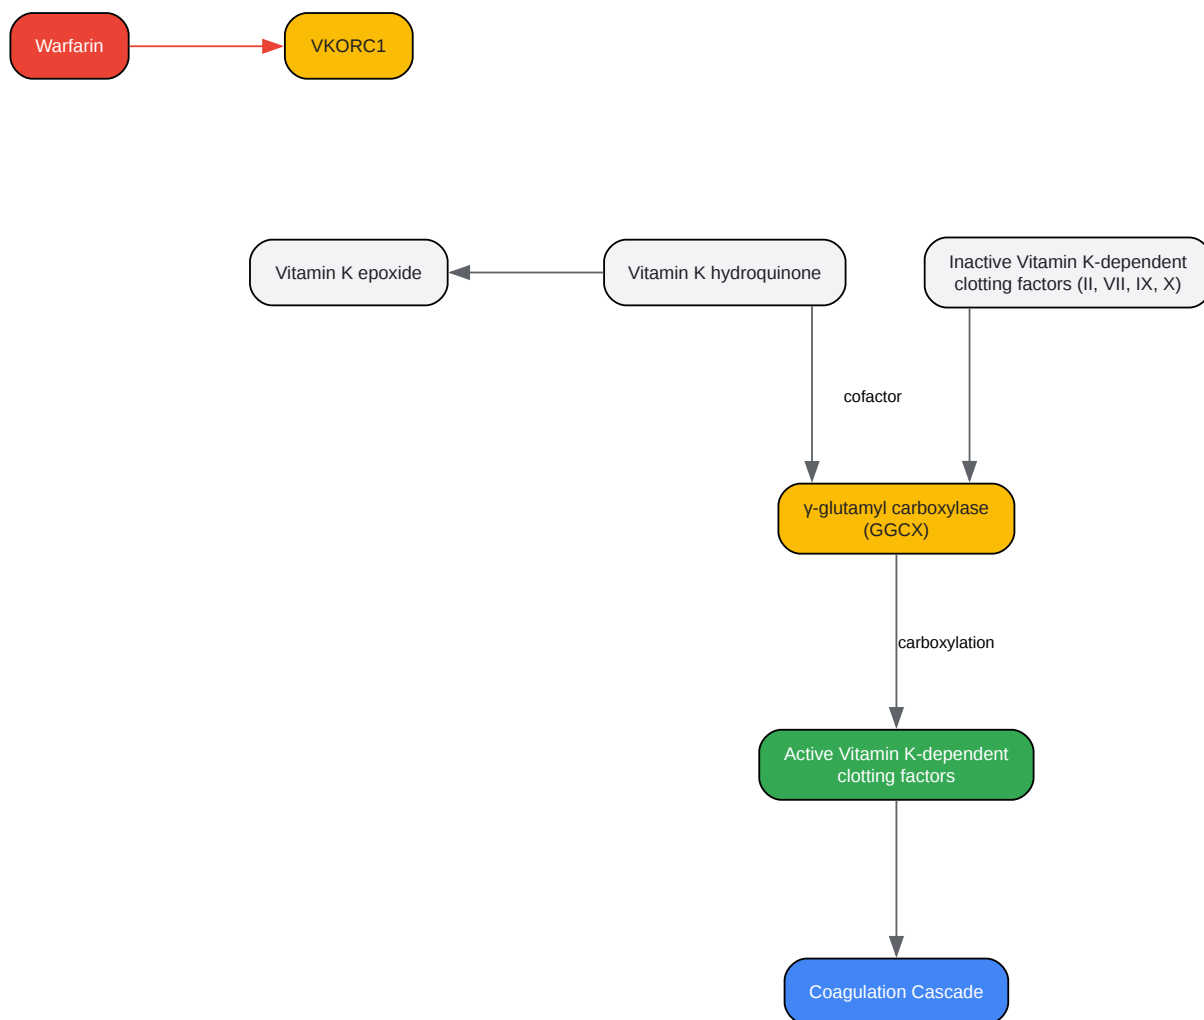 Warfarin
VKORC1
Vitamin K epoxide
Vitamin K hydroquinone
Inactive Vitamin K-dependent
clotting factors (II, VII, IX, X)
cofactor
γ-glutamyl carboxylase
(GGCX)
carboxylation
Active Vitamin K-dependent
clotting factors
Coagulation Cascade